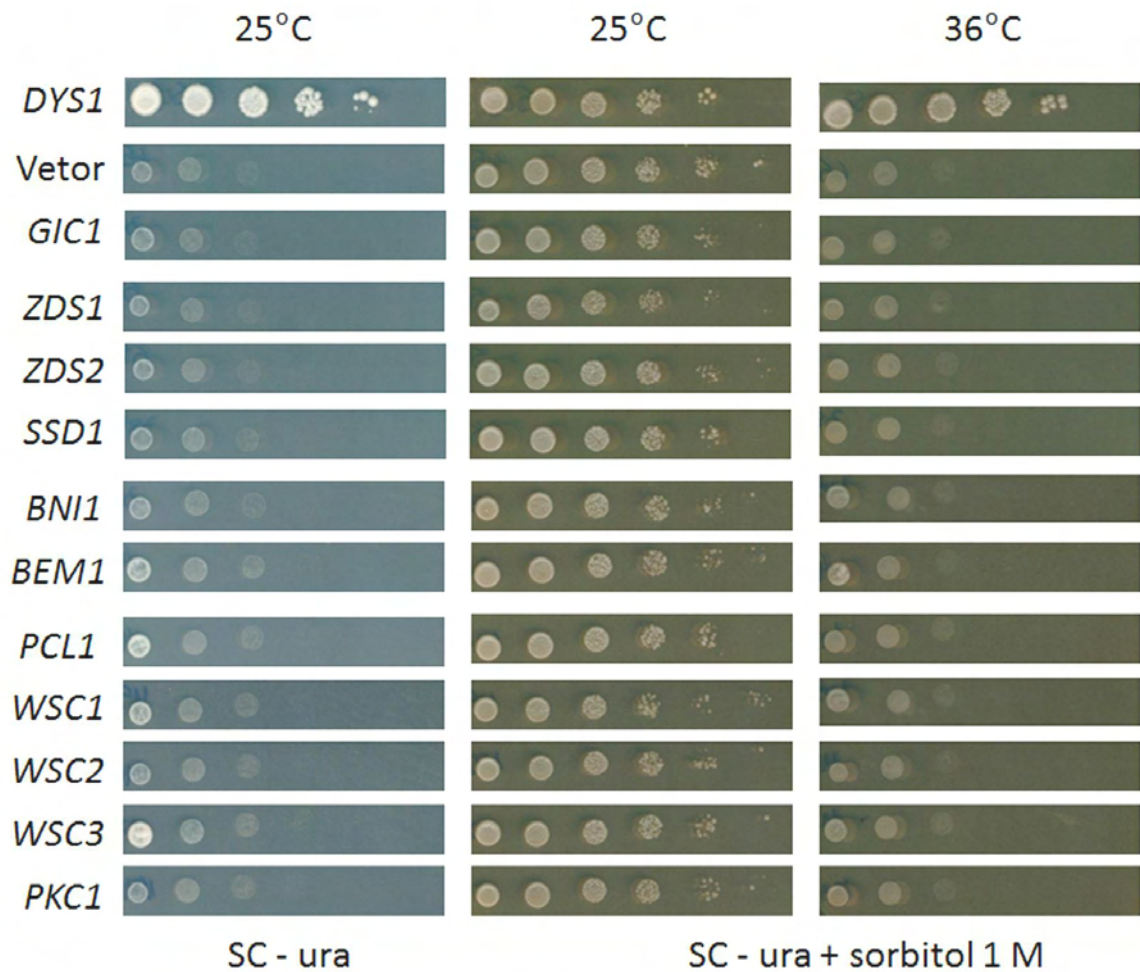 25°C 25°C 36°C
DYS1
Vetor
GIC1
ZDS1
ZDS2
SSD1
BNI1
BEM1
PCL1
WSC1
WSC2
WSC3
PKC1
SC - ura SC - ura + sorbitol 1 M